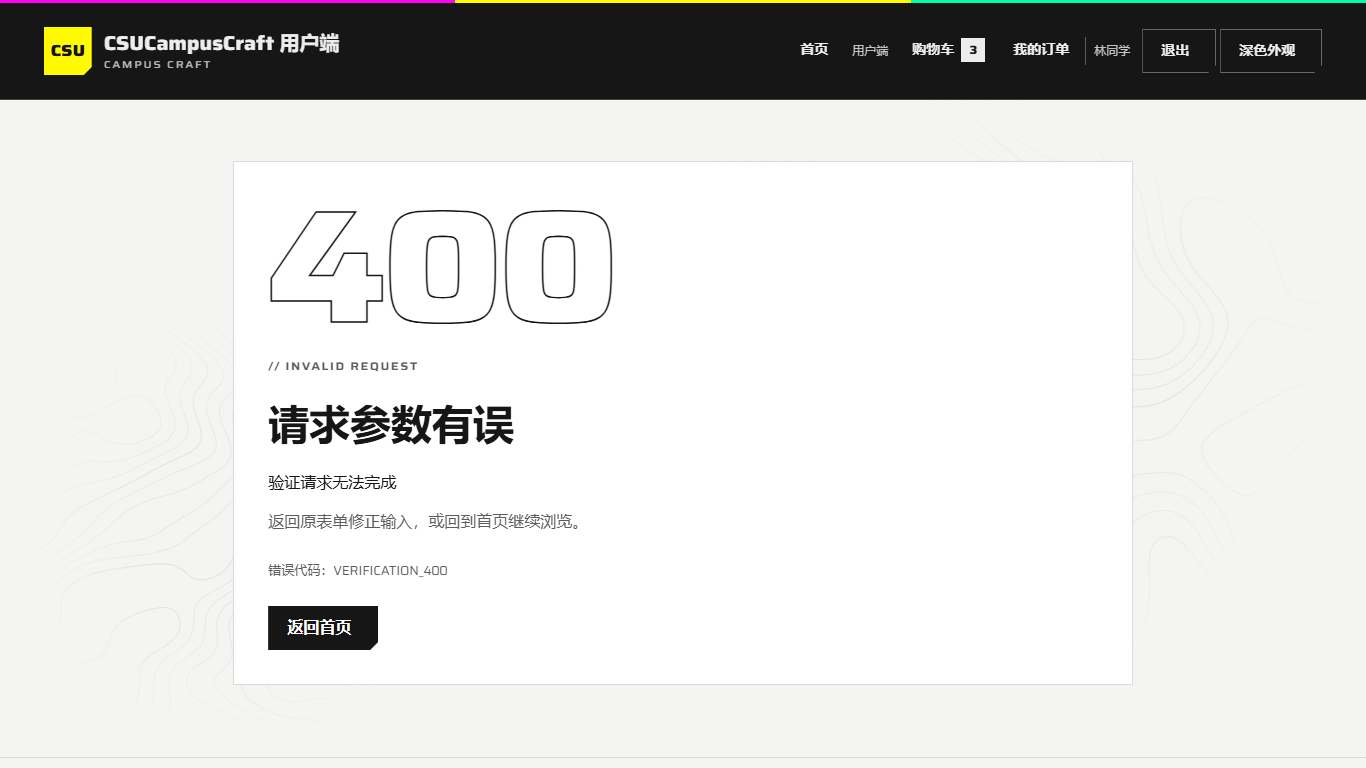 CSU
CSUCampusCraft 用户端
CAMPUS CRAFT
首页
用户端
购物车 3
我的订单
林同学
退出
深色外观
400
// INVALID REQUEST
请求参数有误
验证请求无法完成
返回原表单修正输入，或回到首页继续浏览。
错误代码：VERIFICATION_400
返回首页